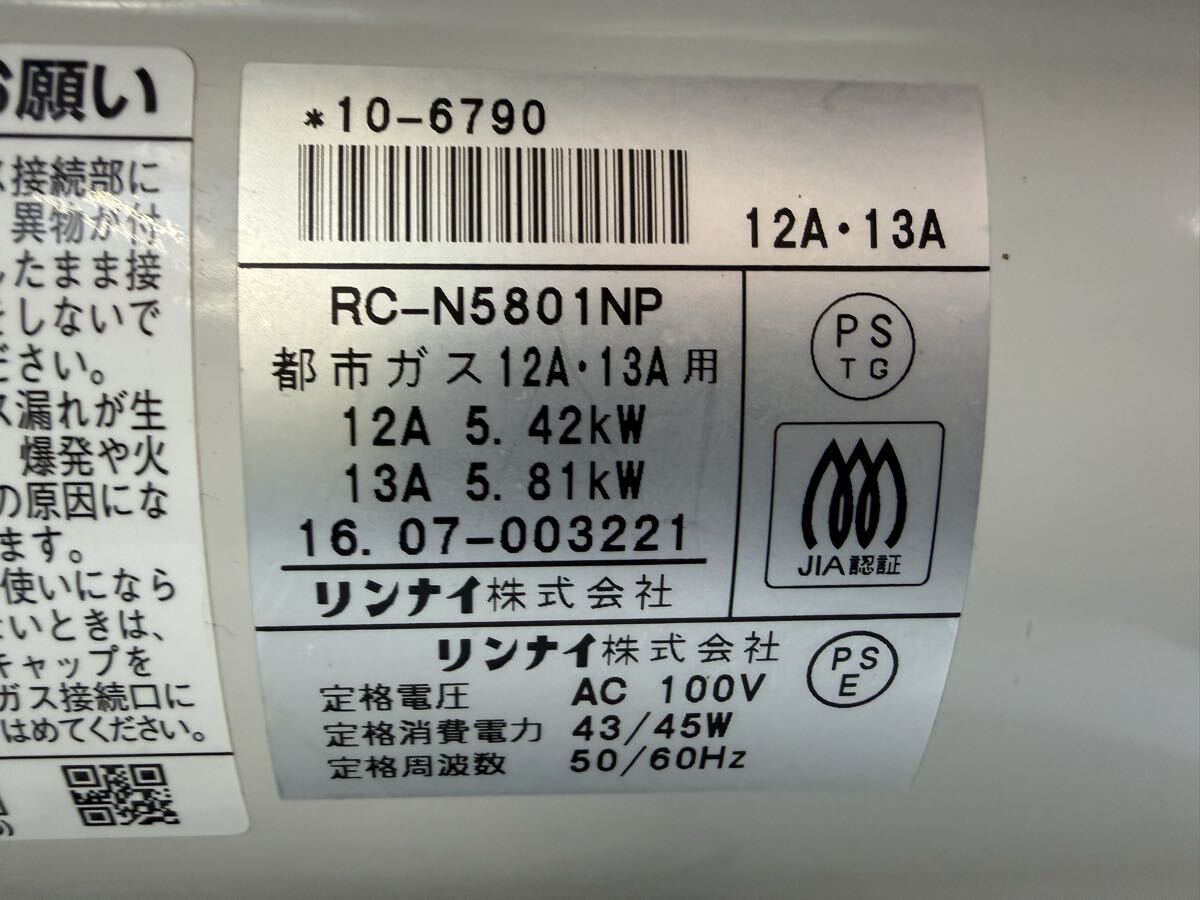 お願い
ス接続部に
異物が付
したまま接
をしないで
ださい。
ス漏れが生
爆発や火
の原因にな
ます。
使いになら
ないときは、
キャップを
ガス接続口に
はめてください。
*10-6790
12A・13A
RC-N5801NP
都市ガス12A・13A用
12A 5.42kW
13A 5.81kW
16.07-003221
リンナイ株式会社
PS
TG
JIA認証
リンナイ株式会社
PS
E
定格電圧 AC 100V
定格消費電力 43/45W
定格周波数 50/60Hz